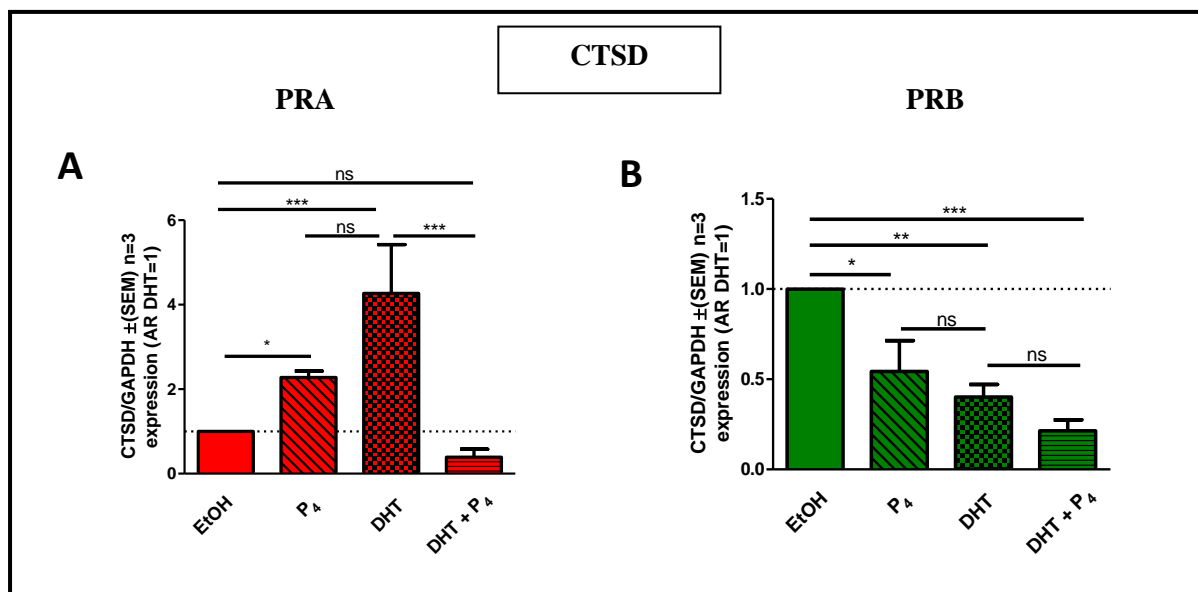 CTSD
PRA
PRB
A
CTSD/GAPDH ±(SEM) n=3
expression (AR DHT=1)
6
4
2
0
ns
***
ns
***
*
EtOH
P4
DHT
DHT + P4
B
CTSD/GAPDH ±(SEM) n=3
expression (AR DHT=1)
1.5
1.0
0.5
0.0
***
**
*
ns
ns
EtOH
P4
DHT
DHT + P4